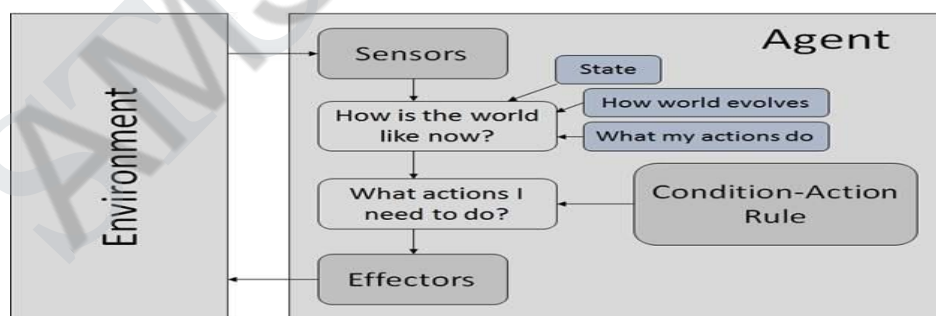 Agent
Sensors
State
How world evolves
What my actions do
How is the world
like now?
What actions I
need to do?
Condition-Action
Rule
Effectors
Environment